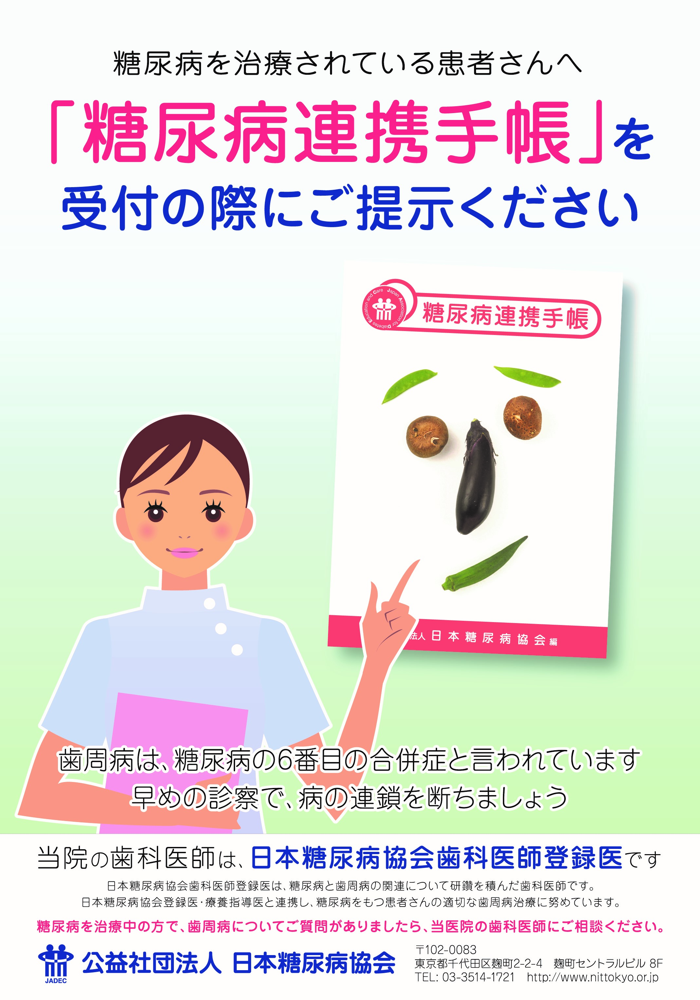 糖尿病を治療されている患者さんへ
「糖尿病連携手帳」を
受付の際にご提示ください
Japan Association for Diabetes Education and Care
糖尿病連携手帳
法人 日本糖尿病協会 編
歯周病は、糖尿病の6番目の合併症と言われています
早めの診察で、病の連鎖を断ちましょう
当院の歯科医師は、日本糖尿病協会歯科医師登録医です
日本糖尿病協会歯科医師登録医は、糖尿病と歯周病の関連について研鑽を積んだ歯科医師です。
日本糖尿病協会登録医・療養指導医と連携し、糖尿病をもつ患者さんの適切な歯周病治療に努めています。
糖尿病を治療中の方で、歯周病についてご質問がありましたら、当医院の歯科医師にご相談ください。
JADEC
公益社団法人 日本糖尿病協会
〒102-0083
東京都千代田区麹町2-2-4　麹町セントラルビル 8F
TEL: 03-3514-1721　http://www.nittokyo.or.jp